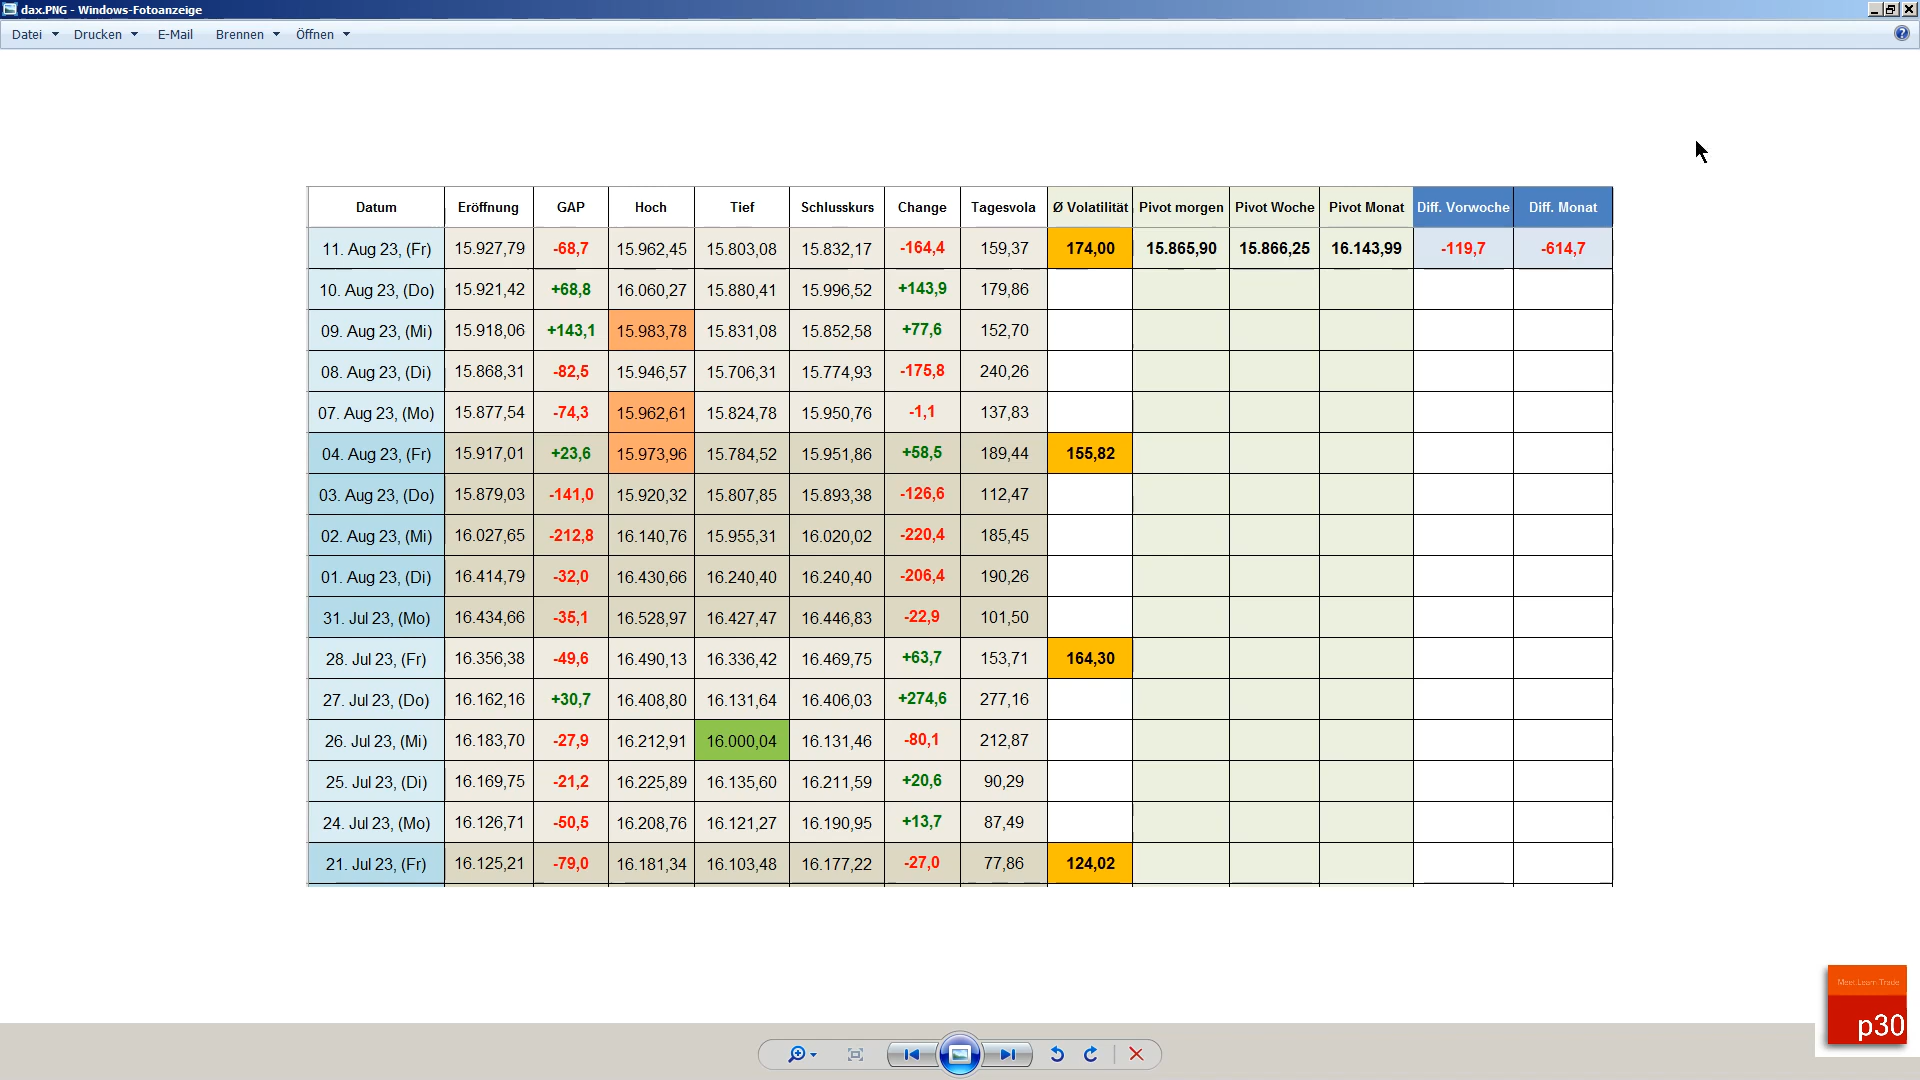 dax.PNG - Windows-Fotoanzeige
Datei Drucken E-Mail Brennen Öffnen
Datum Eröffnung GAP Hoch Tief Schlusskurs Change Tagesvola Ø Volatilität Pivot morgen Pivot Woche Pivot Monat Diff. Vorwoche Diff. Monat
11. Aug 23, (Fr) 15.927,79 -68,7 15.962,45 15.803,08 15.832,17 -164,4 159,37 174,00 15.865,90 15.866,25 16.143,99 -119,7 -614,7
10. Aug 23, (Do) 15.921,42 +68,8 16.060,27 15.880,41 15.996,52 +143,9 179,86
09. Aug 23, (Mi) 15.918,06 +143,1 15.983,78 15.831,08 15.852,58 +77,6 152,70
08. Aug 23, (Di) 15.868,31 -82,5 15.946,57 15.706,31 15.774,93 -175,8 240,26
07. Aug 23, (Mo) 15.877,54 -74,3 15.962,61 15.824,78 15.950,76 -1,1 137,83
04. Aug 23, (Fr) 15.917,01 +23,6 15.973,96 15.784,52 15.951,86 +58,5 189,44 155,82
03. Aug 23, (Do) 15.879,03 -141,0 15.920,32 15.807,85 15.893,38 -126,6 112,47
02. Aug 23, (Mi) 16.027,65 -212,8 16.140,76 15.955,31 16.020,02 -220,4 185,45
01. Aug 23, (Di) 16.414,79 -32,0 16.430,66 16.240,40 16.240,40 -206,4 190,26
31. Jul 23, (Mo) 16.434,66 -35,1 16.528,97 16.427,47 16.446,83 -22,9 101,50
28. Jul 23, (Fr) 16.356,38 -49,6 16.490,13 16.336,42 16.469,75 +63,7 153,71 164,30
27. Jul 23, (Do) 16.162,16 +30,7 16.408,80 16.131,64 16.406,03 +274,6 277,16
26. Jul 23, (Mi) 16.183,70 -27,9 16.212,91 16.000,04 16.131,46 -80,1 212,87
25. Jul 23, (Di) 16.169,75 -21,2 16.225,89 16.135,60 16.211,59 +20,6 90,29
24. Jul 23, (Mo) 16.126,71 -50,5 16.208,76 16.121,27 16.190,95 +13,7 87,49
21. Jul 23, (Fr) 16.125,21 -79,0 16.181,34 16.103,48 16.177,22 -27,0 77,86 124,02
Meet.Learn.Trade.
p30